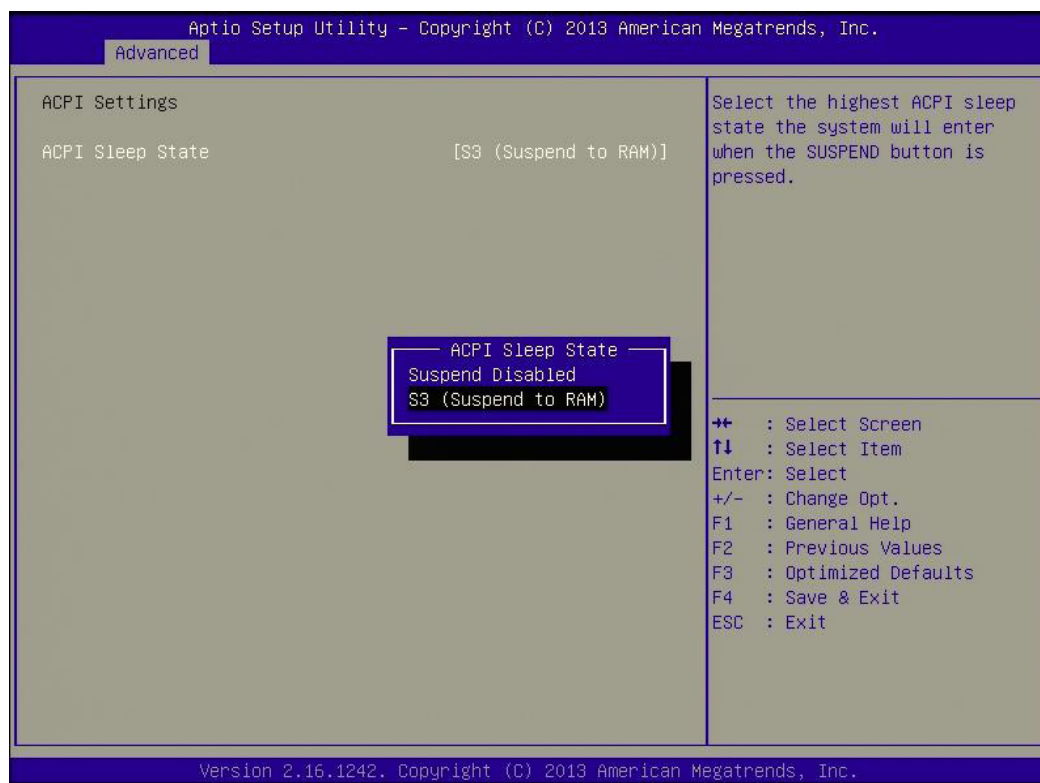 Aptio Setup Utility – Copyright (C) 2013 American Megatrends, Inc.
Advanced
ACPI Settings
ACPI Sleep State [S3 (Suspend to RAM)]
Select the highest ACPI sleep
state the system will enter
when the SUSPEND button is
pressed.
ACPI Sleep State
Suspend Disabled
S3 (Suspend to RAM)
→← : Select Screen
↑↓ : Select Item
Enter: Select
+/- : Change Opt.
F1 : General Help
F2 : Previous Values
F3 : Optimized Defaults
F4 : Save & Exit
ESC : Exit
Version 2.16.1242. Copyright (C) 2013 American Megatrends, Inc.